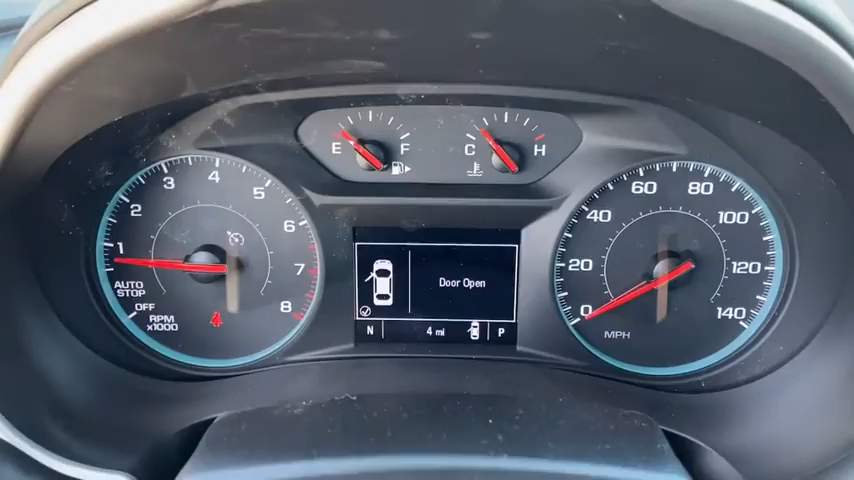 E F
C H
1 2 3 4 5 6 7 8
AUTO
STOP
OFF
RPM
x1000
Door Open
N 4 mi P
0 20 40 60 80 100 120 140
MPH